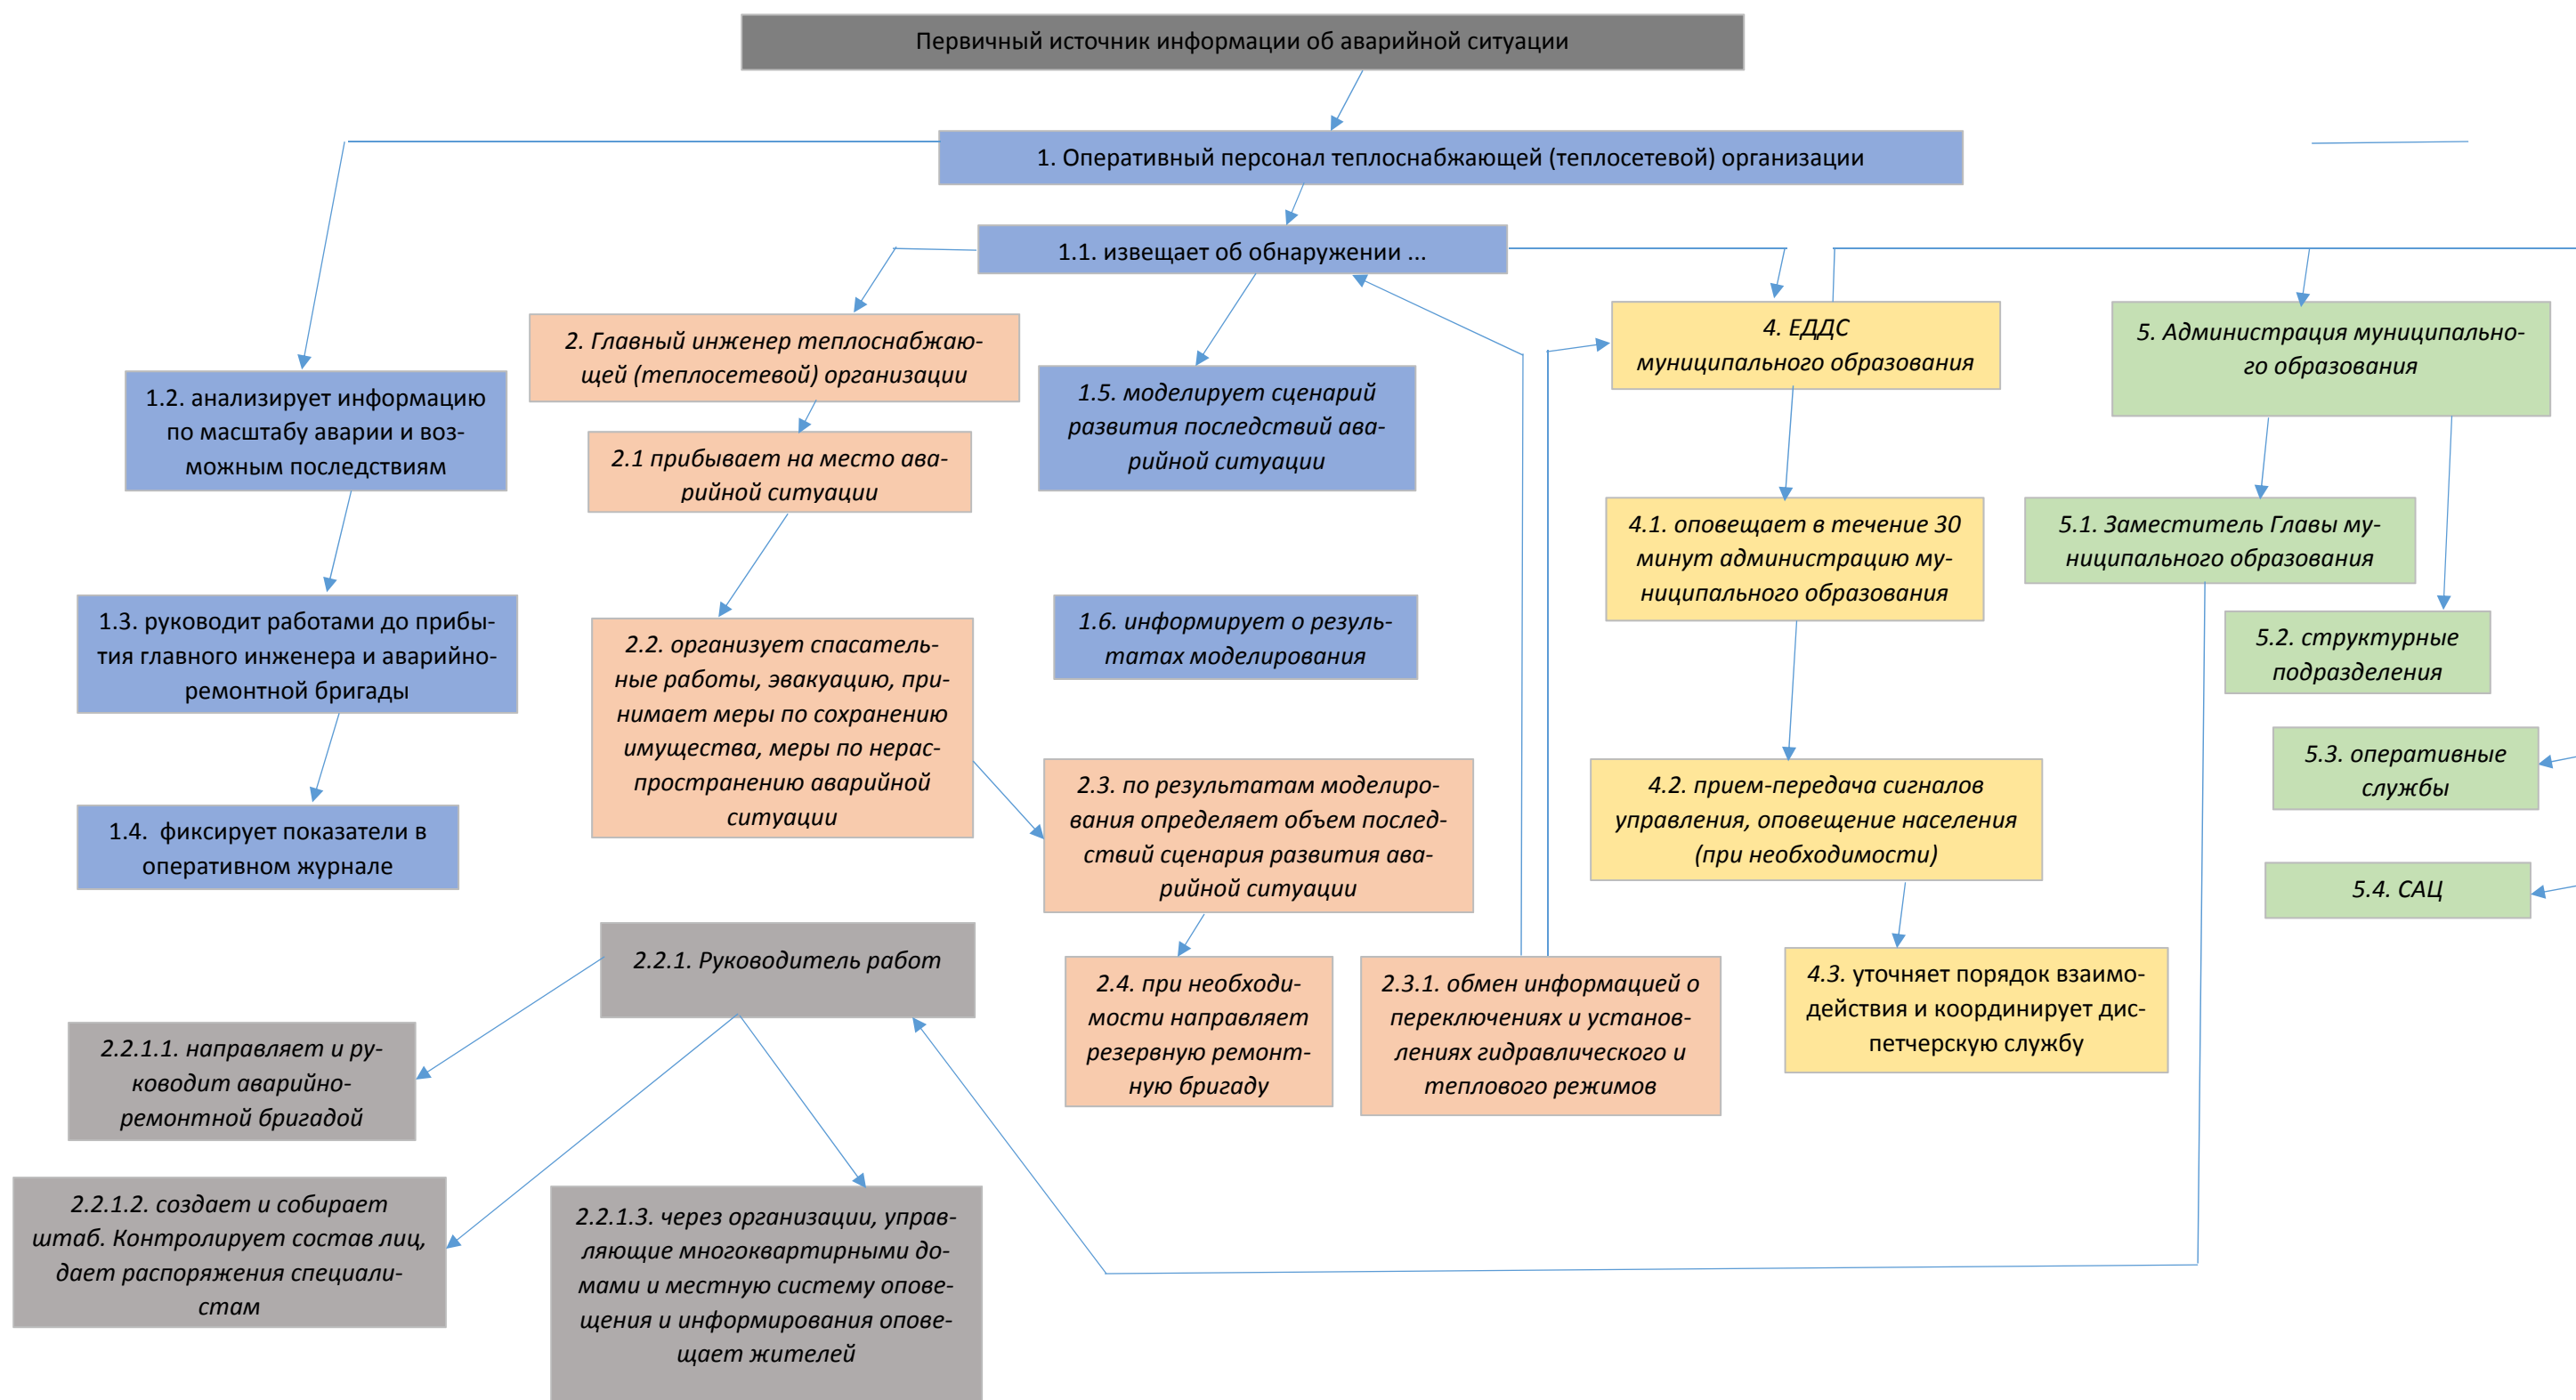 Первичный источник информации об аварийной ситуации
1. Оперативный персонал теплоснабжающей (теплосетевой) организации
1.1. извещает об обнаружении ...
2. Главный инженер теплоснабжаю-
щей (теплосетевой) организации
4. ЕДДС
муниципального образования
5. Администрация муниципально-
го образования
1.2. анализирует информацию
по масштабу аварии и воз-
можным последствиям
2.1 прибывает на место ава-
рийной ситуации
1.5. моделирует сценарий
развития последствий ава-
рийной ситуации
4.1. оповещает в течение 30
минут администрацию му-
ниципального образования
5.1. Заместитель Главы му-
ниципального образования
1.3. руководит работами до прибы-
тия главного инженера и аварийно-
ремонтной бригады
2.2. организует спасатель-
ные работы, эвакуацию, при-
нимает меры по сохранению
имущества, меры по нерас-
пространению аварийной
ситуации
1.6. информирует о резуль-
татах моделирования
5.2. структурные
подразделения
1.4. фиксирует показатели в
оперативном журнале
2.3. по результатам моделиро-
вания определяет объем послед-
ствий сценария развития ава-
рийной ситуации
4.2. прием-передача сигналов
управления, оповещение населения
(при необходимости)
5.3. оперативные
службы
5.4. САЦ
2.2.1. Руководитель работ
2.4. при необходи-
мости направляет
резервную ремонт-
ную бригаду
2.3.1. обмен информацией о
переключениях и установ-
лениях гидравлического и
теплового режимов
4.3. уточняет порядок взаимо-
действия и координирует дис-
петчерскую службу
2.2.1.1. направляет и ру-
ководит аварийно-
ремонтной бригадой
2.2.1.2. создает и собирает
штаб. Контролирует состав лиц,
дает распоряжения специали-
стам
2.2.1.3. через организации, управ-
ляющие многоквартирными до-
мами и местную систему опове-
щения и информирования опове-
щает жителей